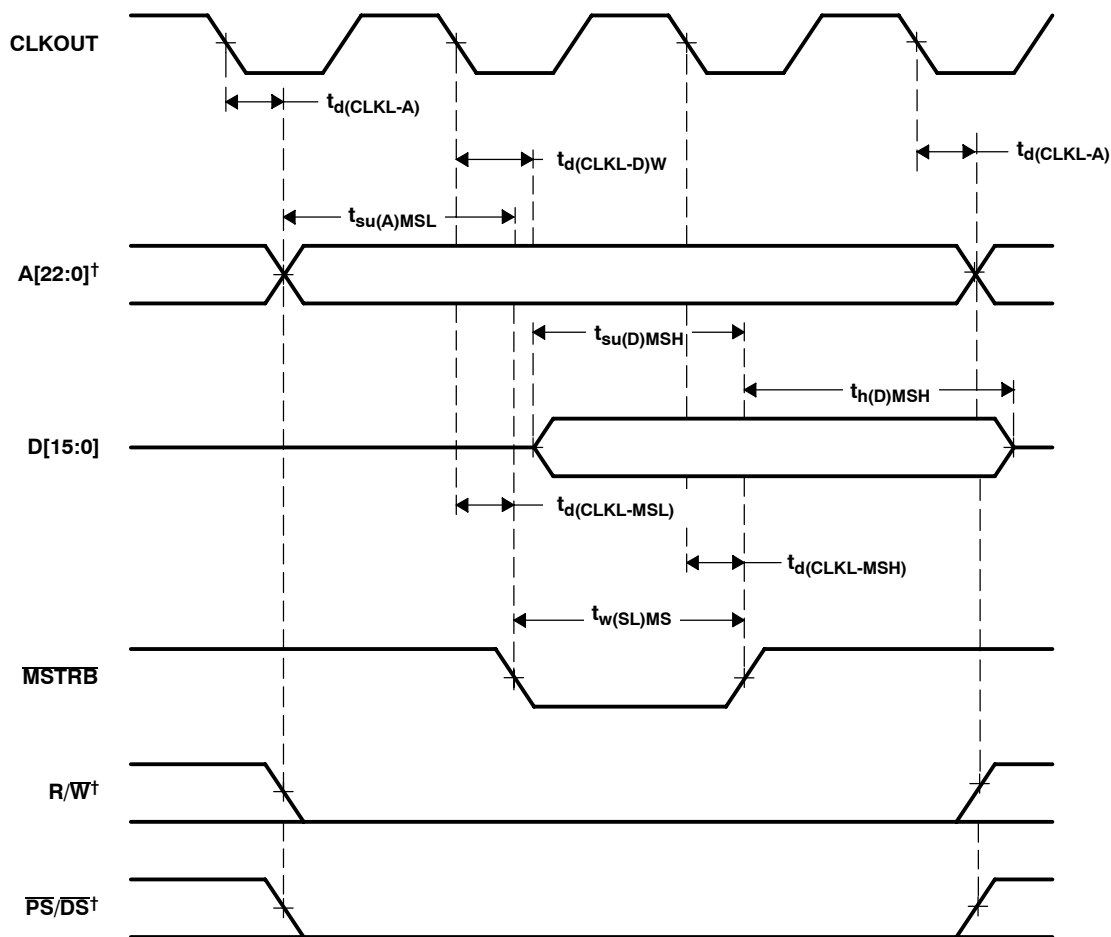 CLKOUT
td(CLKL-A)
td(CLKL-D)W
td(CLKL-A)
tsu(A)MSL
A[22:0]†
tsu(D)MSH
th(D)MSH
D[15:0]
td(CLKL-MSL)
td(CLKL-MSH)
tw(SL)MS
MSTRB
R/W†
PS/DS†